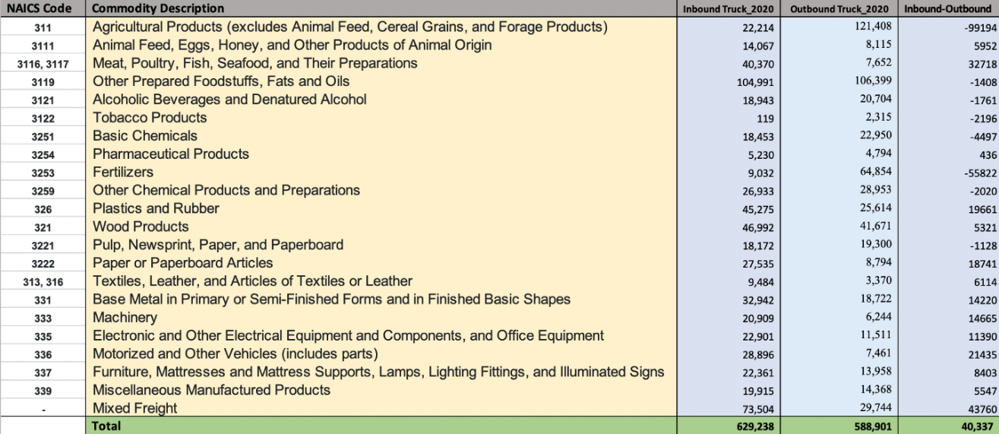 NAICS Code Commodity Description Inbound Truck_2020 Outbound Truck_2020 Inbound-Outbound
311 Agricultural Products (excludes Animal Feed, Cereal Grains, and Forage Products) 22,214 121,408 -99194
3111 Animal Feed, Eggs, Honey, and Other Products of Animal Origin 14,067 8,115 5952
3116, 3117 Meat, Poultry, Fish, Seafood, and Their Preparations 40,370 7,652 32718
3119 Other Prepared Foodstuffs, Fats and Oils 104,991 106,399 -1408
3121 Alcoholic Beverages and Denatured Alcohol 18,943 20,704 -1761
3122 Tobacco Products 119 2,315 -2196
3251 Basic Chemicals 18,453 22,950 -4497
3254 Pharmaceutical Products 5,230 4,794 436
3253 Fertilizers 9,032 64,854 -55822
3259 Other Chemical Products and Preparations 26,933 28,953 -2020
326 Plastics and Rubber 45,275 25,614 19661
321 Wood Products 46,992 41,671 5321
3221 Pulp, Newsprint, Paper, and Paperboard 18,172 19,300 -1128
3222 Paper or Paperboard Articles 27,535 8,794 18741
313, 316 Textiles, Leather, and Articles of Textiles or Leather 9,484 3,370 6114
331 Base Metal in Primary or Semi-Finished Forms and in Finished Basic Shapes 32,942 18,722 14220
333 Machinery 20,909 6,244 14665
335 Electronic and Other Electrical Equipment and Components, and Office Equipment 22,901 11,511 11390
336 Motorized and Other Vehicles (includes parts) 28,896 7,461 21435
337 Furniture, Mattresses and Mattress Supports, Lamps, Lighting Fittings, and Illuminated Signs 22,361 13,958 8403
339 Miscellaneous Manufactured Products 19,915 14,368 5547
- Mixed Freight 73,504 29,744 43760
Total 629,238 588,901 40,337